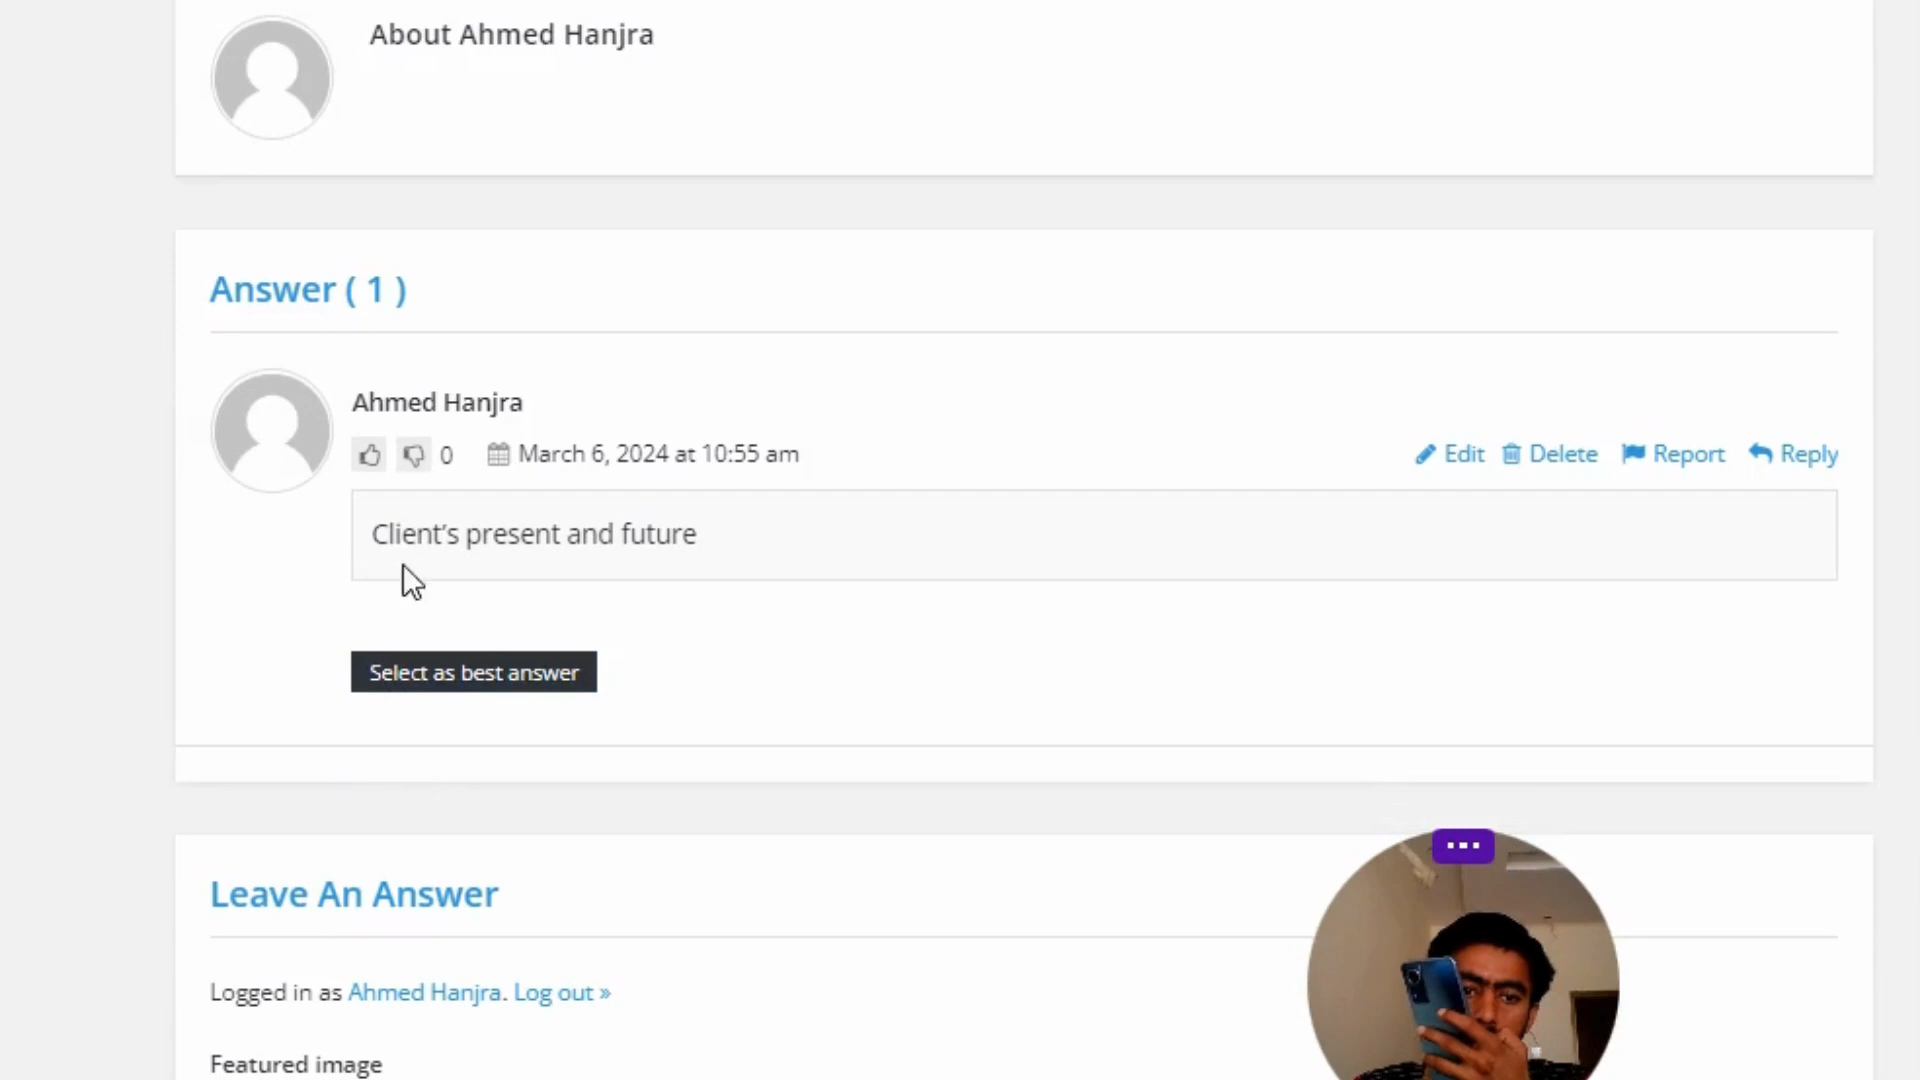 About Ahmed Hanjra
Answer ( 1 )
Ahmed Hanjra
0 March 6, 2024 at 10:55 am Edit Delete Report Reply
Client's present and future
Select as best answer
Leave An Answer
Logged in as Ahmed Hanjra. Log out »
Featured image